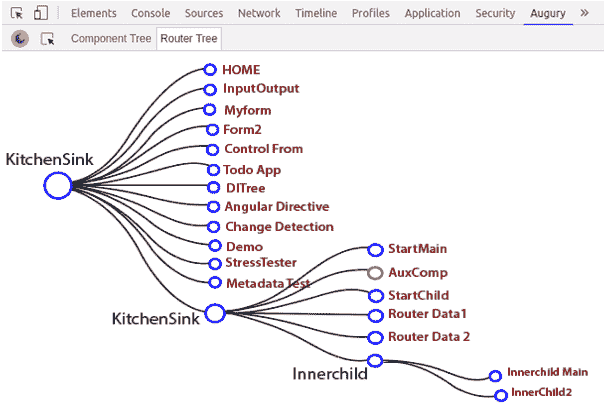 Elements Console Sources Network Timeline Profiles Application Security Augury »
Component Tree Router Tree
HOME
InputOutput
Myform
Form2
Control From
KitchenSink
Todo App
DITree
Angular Directive
Change Detection
Demo
StressTester
Metadata Test
KitchenSink
StartMain
AuxComp
StartChild
Router Data1
Router Data 2
Innerchild
Innerchild Main
InnerChild2